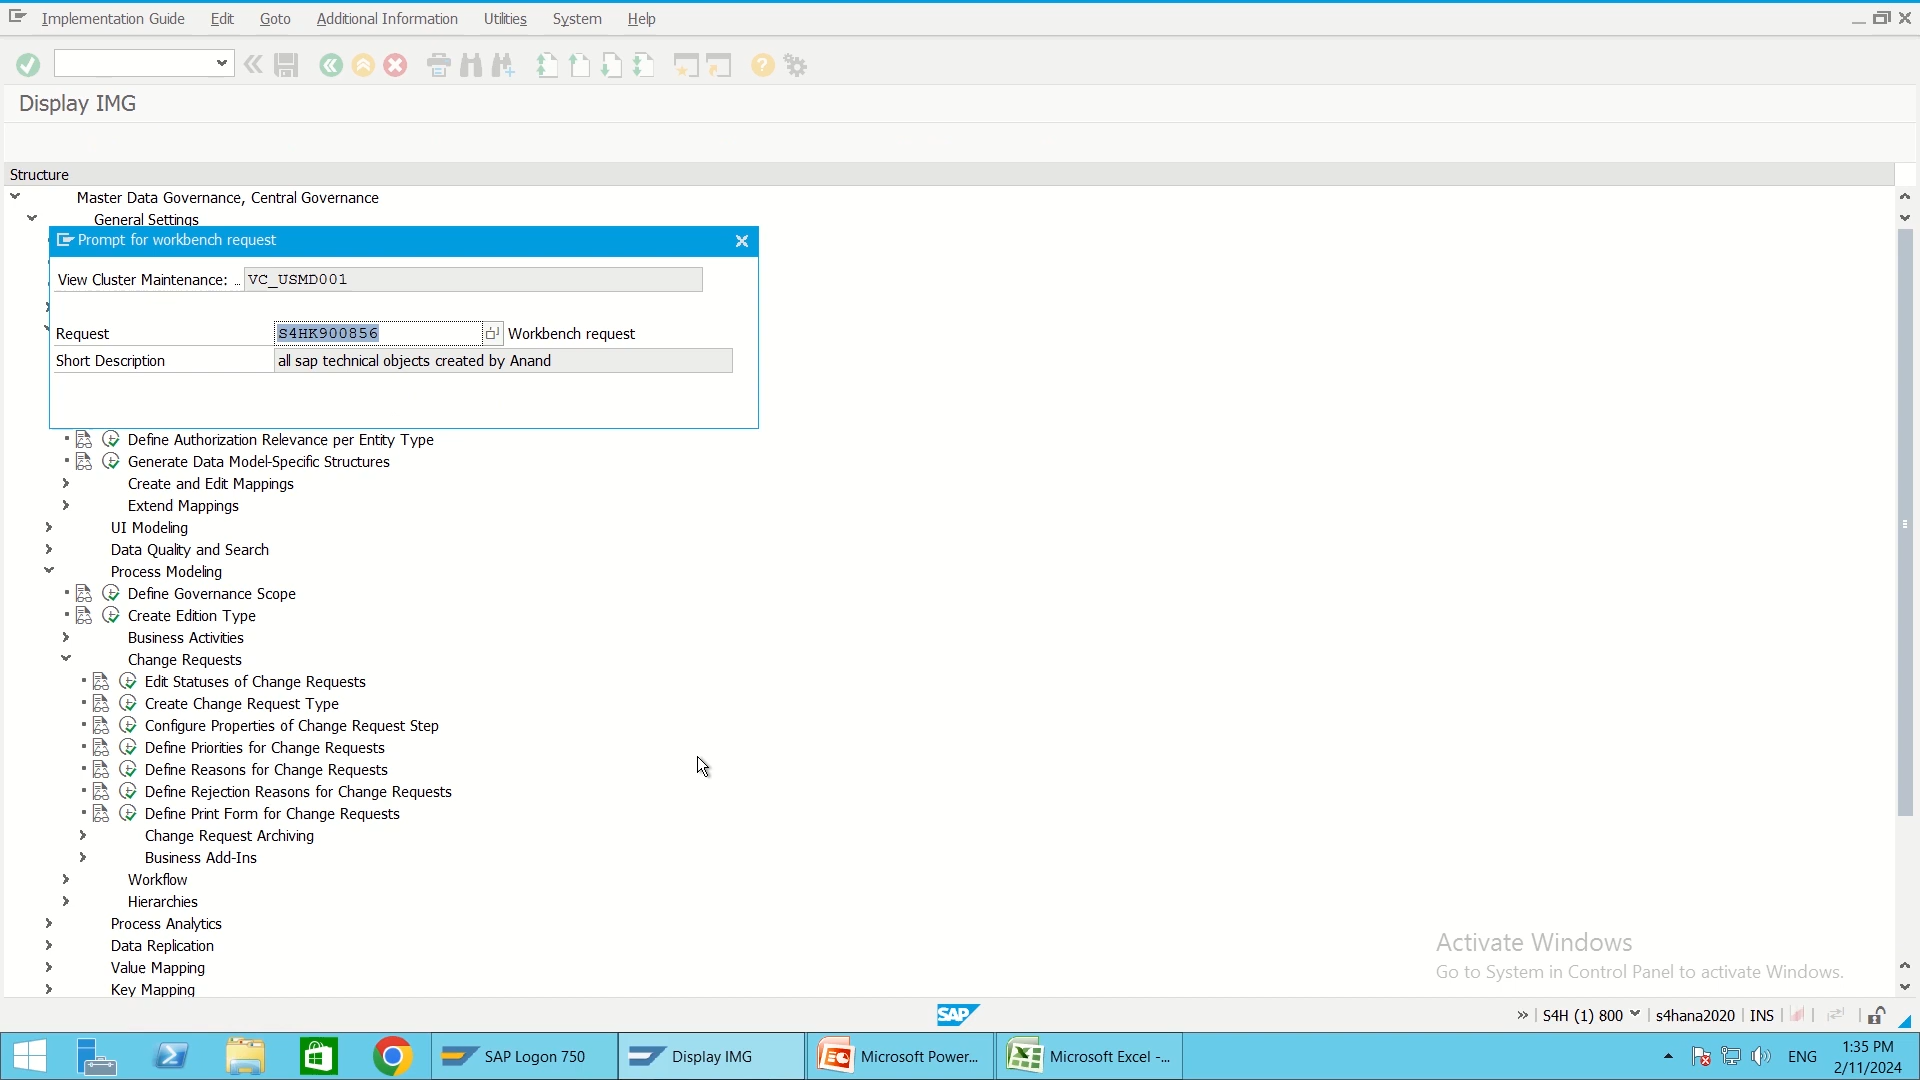 Implementation Guide Edit Goto Additional Information Utilities System Help
Display IMG
Structure
Master Data Governance, Central Governance
General Settings
Prompt for workbench request
View Cluster Maintenance: .. VC_USMD001
Request S4HK900856 Workbench request
Short Description all sap technical objects created by Anand
Define Authorization Relevance per Entity Type
Generate Data Model-Specific Structures
Create and Edit Mappings
Extend Mappings
UI Modeling
Data Quality and Search
Process Modeling
Define Governance Scope
Create Edition Type
Business Activities
Change Requests
Edit Statuses of Change Requests
Create Change Request Type
Configure Properties of Change Request Step
Define Priorities for Change Requests
Define Reasons for Change Requests
Define Rejection Reasons for Change Requests
Define Print Form for Change Requests
Change Request Archiving
Business Add-Ins
Workflow
Hierarchies
Process Analytics
Data Replication
Value Mapping
Key Mapping
Activate Windows
Go to System in Control Panel to activate Windows.
SAP S4H (1) 800 s4hana2020 INS
SAP Logon 750 Display IMG Microsoft Power... Microsoft Excel -... ENG 1:35 PM
2/11/2024